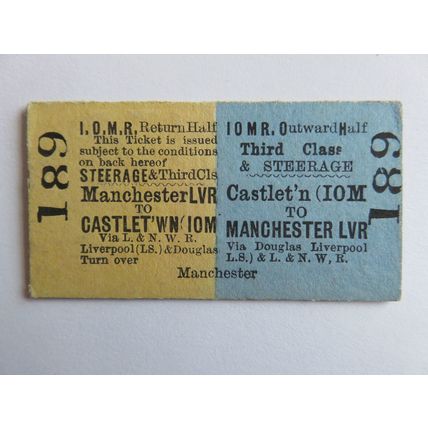 189
I.O.M.R. Return Half
This Ticket is issued
subject to the conditions
on back hereof
STEERAGE & Third Cls
Manchester LVR
TO
CASTLET'WN (IOM
Via L. & N. W. R.
Liverpool (LS.) & Douglas
Turn over
I O M R. Outward Half
Third Class
& STEERAGE
Castlet'n (IOM
TO
MANCHESTER LVR
Via Douglas Liverpool
L.S.) & L. & N. W. R.
Manchester
189